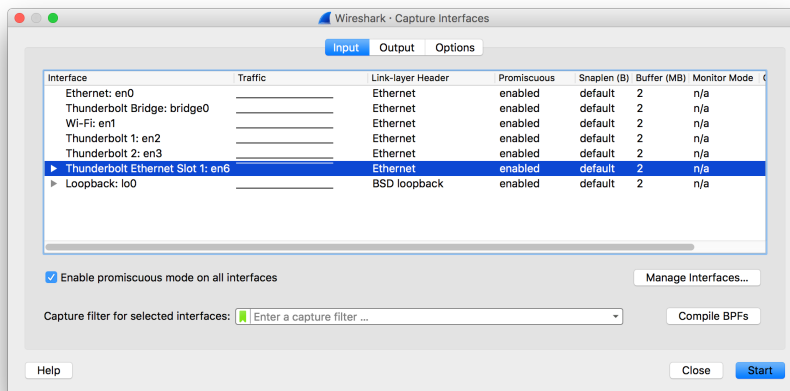 Wireshark · Capture Interfaces
Input Output Options
Interface Traffic Link-layer Header Promiscuous Snaplen (B) Buffer (MB) Monitor Mode
Ethernet: en0 Ethernet enabled default 2 n/a
Thunderbolt Bridge: bridge0 Ethernet enabled default 2 n/a
Wi-Fi: en1 Ethernet enabled default 2 n/a
Thunderbolt 1: en2 Ethernet enabled default 2 n/a
Thunderbolt 2: en3 Ethernet enabled default 2 n/a
Thunderbolt Ethernet Slot 1: en6 Ethernet enabled default 2 n/a
Loopback: lo0 BSD loopback enabled default 2 n/a
Enable promiscuous mode on all interfaces Manage Interfaces...
Capture filter for selected interfaces: Enter a capture filter ... Compile BPFs
Help Close Start